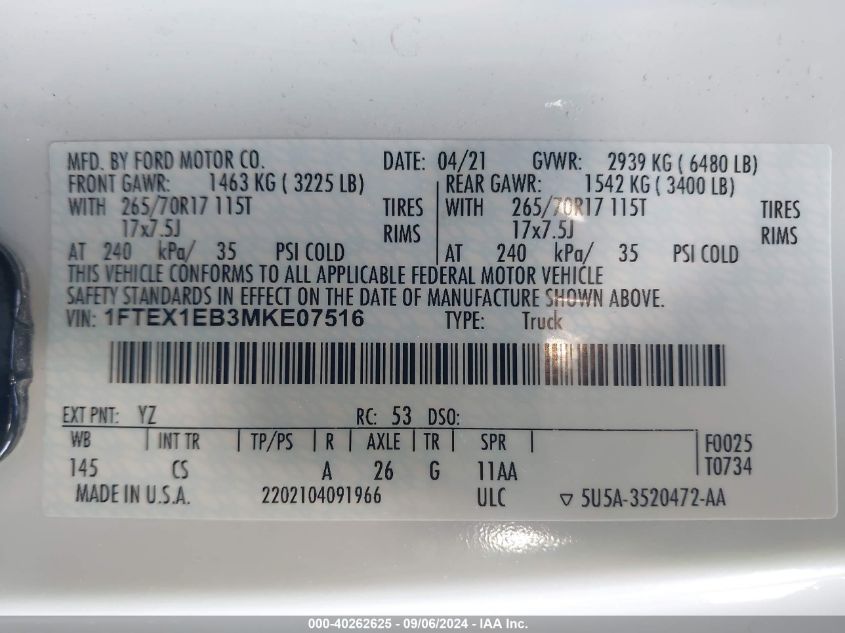 MFD. BY FORD MOTOR CO. DATE: 04/21 GVWR: 2939 KG ( 6480 LB)
FRONT GAWR: 1463 KG ( 3225 LB) REAR GAWR: 1542 KG ( 3400 LB)
WITH 265/70R17 115T TIRES WITH 265/70R17 115T TIRES
17x7.5J RIMS 17x7.5J RIMS
AT 240 kPa/ 35 PSI COLD AT 240 kPa/ 35 PSI COLD
THIS VEHICLE CONFORMS TO ALL APPLICABLE FEDERAL MOTOR VEHICLE
SAFETY STANDARDS IN EFFECT ON THE DATE OF MANUFACTURE SHOWN ABOVE.
VIN: 1FTEX1EB3MKE07516 TYPE: Truck
EXT PNT: YZ RC: 53 DSO:
WB INT TR TP/PS R AXLE TR SPR F0025
145 CS A 26 G 11AA T0734
MADE IN U.S.A. 2202104091966 ULC ▽ 5U5A-3520472-AA
000-40262625 - 09/06/2024 - IAA Inc.